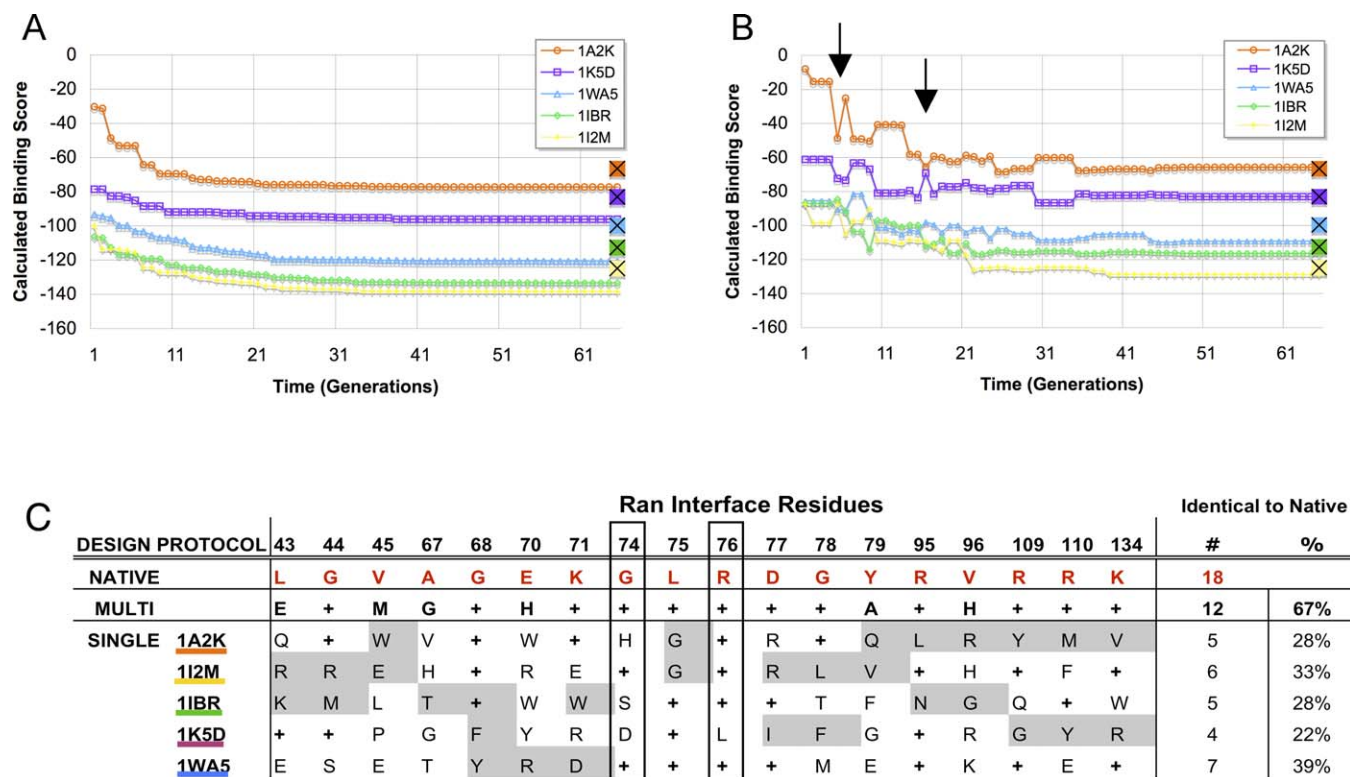 A
Calculated Binding Score
0
-20
-40
-60
-80
-100
-120
-140
-160
1 11 21 31 41 51 61
Time (Generations)
1A2K
1K5D
1WA5
1IBR
1I2M
B
Calculated Binding Score
0
-20
-40
-60
-80
-100
-120
-140
-160
1 11 21 31 41 51 61
Time (Generations)
1A2K
1K5D
1WA5
1IBR
1I2M
C
Ran Interface Residues Identical to Native
DESIGN PROTOCOL 43 44 45 67 68 70 71 74 75 76 77 78 79 95 96 109 110 134 # %
NATIVE L G V A G E K G L R D G Y R V R R K 18
MULTI E + M G + H + + + + + + A + H + + + 12 67%
SINGLE 1A2K Q + W V + W + H G + R + Q L R Y M V 5 28%
1I2M R R E H + R E + G + R L V + H + F + 6 33%
1IBR K M L T + W W S + + + T F N G Q + W 5 28%
1K5D + + P G F Y R D + L I F G + R G Y R 4 22%
1WA5 E S E T Y R D + + + + M E + K + E + 7 39%